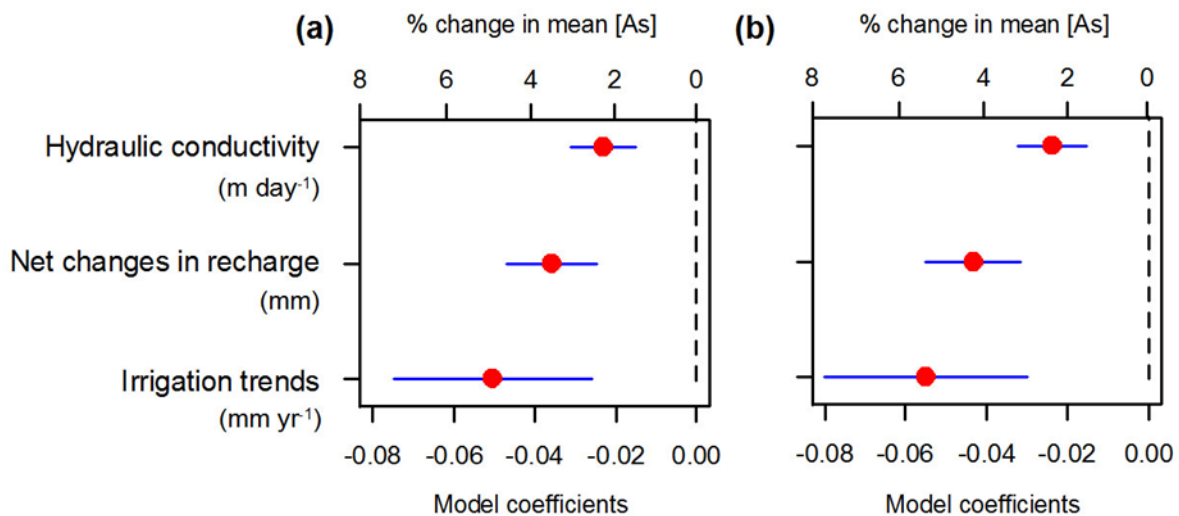 (a)
% change in mean [As]
8 6 4 2 0
(b)
% change in mean [As]
8 6 4 2 0
Hydraulic conductivity
(m day⁻¹)
Net changes in recharge
(mm)
Irrigation trends
(mm yr⁻¹)
-0.08 -0.06 -0.04 -0.02 0.00
Model coefficients
-0.08 -0.06 -0.04 -0.02 0.00
Model coefficients